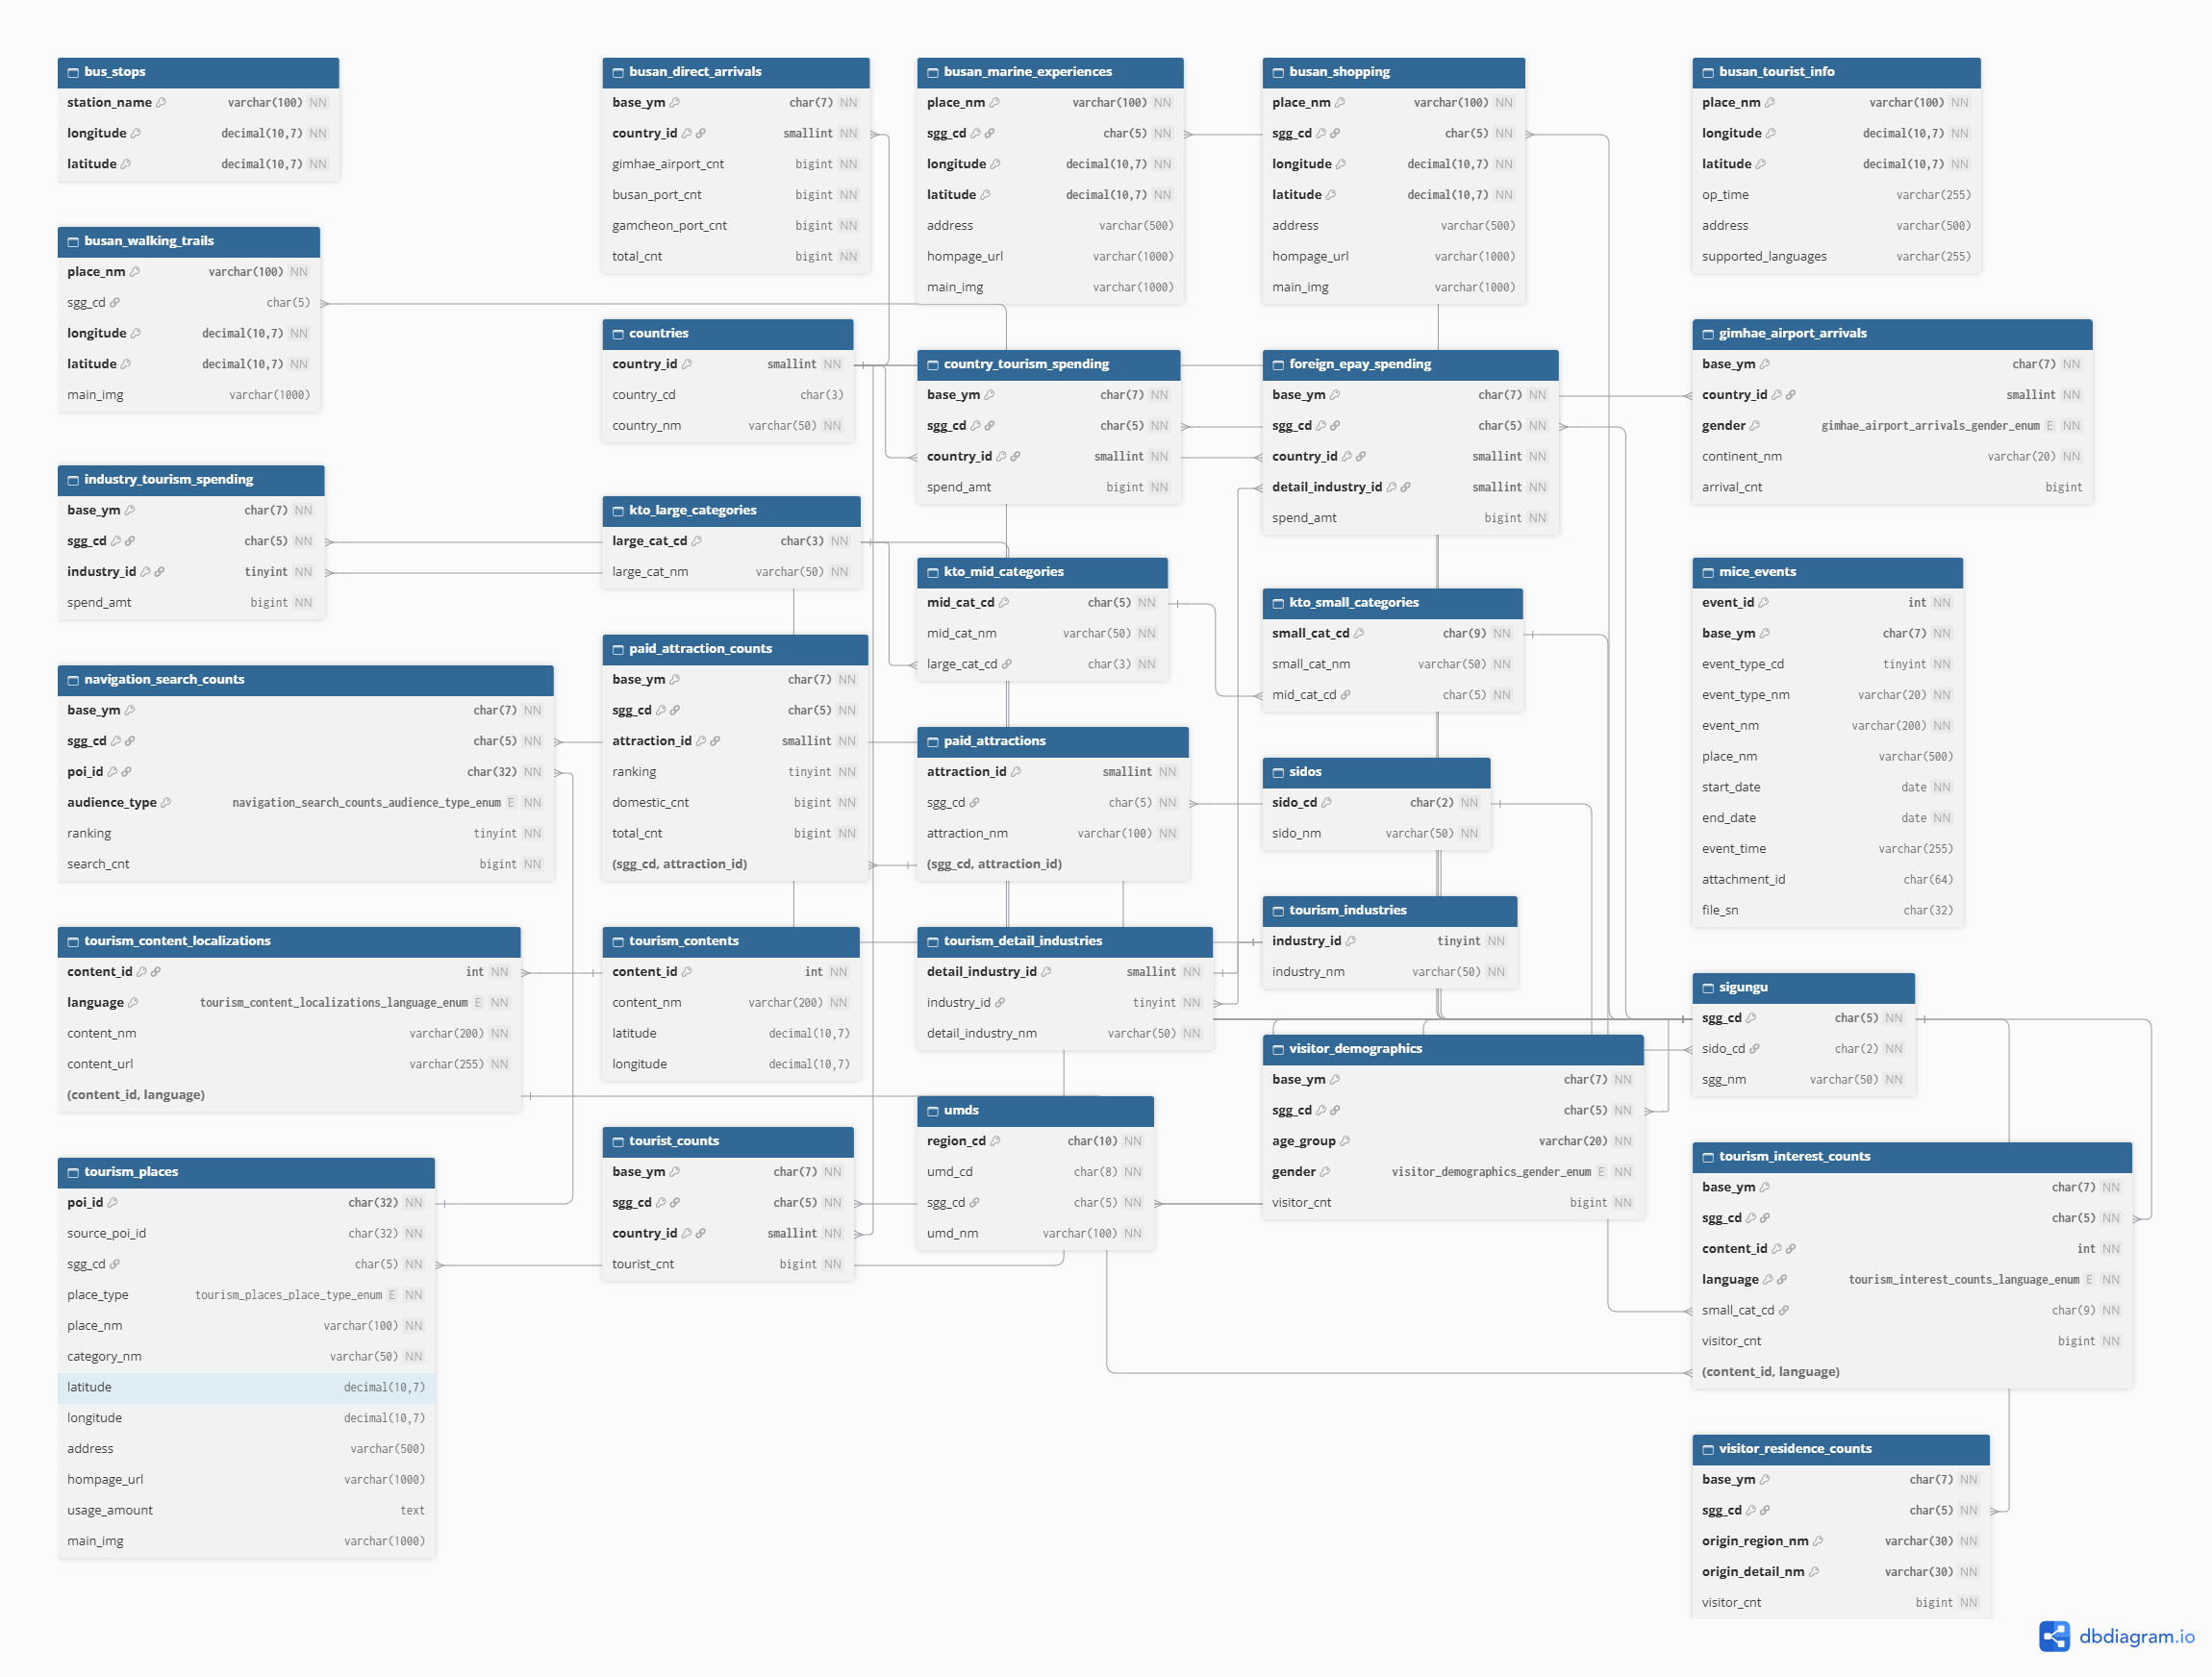 bus_stops
station_name varchar(100) NN
longitude decimal(10,7) NN
latitude decimal(10,7) NN
busan_walking_trails
place_nm varchar(100) NN
sgg_cd char(5)
longitude decimal(10,7) NN
latitude decimal(10,7) NN
main_img varchar(1000)
industry_tourism_spending
base_ym char(7) NN
sgg_cd char(5) NN
industry_id tinyint NN
spend_amt bigint NN
navigation_search_counts
base_ym char(7) NN
sgg_cd char(5) NN
poi_id char(32) NN
audience_type navigation_search_counts_audience_type_enum E NN
ranking tinyint NN
search_cnt bigint NN
tourism_content_localizations
content_id int NN
language tourism_content_localizations_language_enum E NN
content_nm varchar(200) NN
content_url varchar(255) NN
(content_id, language)
tourism_places
poi_id char(32) NN
source_poi_id char(32) NN
sgg_cd char(5) NN
place_type tourism_places_place_type_enum E NN
place_nm varchar(100) NN
category_nm varchar(50) NN
latitude decimal(10,7)
longitude decimal(10,7)
address varchar(500)
hompage_url varchar(1000)
usage_amount text
main_img varchar(1000)
busan_direct_arrivals
base_ym char(7) NN
country_id smallint NN
gimhae_airport_cnt bigint NN
busan_port_cnt bigint NN
gamcheon_port_cnt bigint NN
total_cnt bigint NN
countries
country_id smallint NN
country_cd char(3)
country_nm varchar(50) NN
kto_large_categories
large_cat_cd char(3) NN
large_cat_nm varchar(50) NN
paid_attraction_counts
base_ym char(7) NN
sgg_cd char(5) NN
attraction_id smallint NN
ranking tinyint NN
domestic_cnt bigint NN
total_cnt bigint NN
(sgg_cd, attraction_id)
tourism_contents
content_id int NN
content_nm varchar(200) NN
latitude decimal(10,7)
longitude decimal(10,7)
tourist_counts
base_ym char(7) NN
sgg_cd char(5) NN
country_id smallint NN
tourist_cnt bigint NN
busan_marine_experiences
place_nm varchar(100) NN
sgg_cd char(5) NN
longitude decimal(10,7) NN
latitude decimal(10,7) NN
address varchar(500)
hompage_url varchar(1000)
main_img varchar(1000)
country_tourism_spending
base_ym char(7) NN
sgg_cd char(5) NN
country_id smallint NN
spend_amt bigint NN
kto_mid_categories
mid_cat_cd char(5) NN
mid_cat_nm varchar(50) NN
large_cat_cd char(3) NN
paid_attractions
attraction_id smallint NN
sgg_cd char(5) NN
attraction_nm varchar(100) NN
(sgg_cd, attraction_id)
tourism_detail_industries
detail_industry_id smallint NN
industry_id tinyint NN
detail_industry_nm varchar(50) NN
umds
region_cd char(10) NN
umd_cd char(8) NN
sgg_cd char(5) NN
umd_nm varchar(100) NN
busan_shopping
place_nm varchar(100) NN
sgg_cd char(5) NN
longitude decimal(10,7) NN
latitude decimal(10,7) NN
address varchar(500)
hompage_url varchar(1000)
main_img varchar(1000)
foreign_epay_spending
base_ym char(7) NN
sgg_cd char(5) NN
country_id smallint NN
detail_industry_id smallint NN
spend_amt bigint NN
kto_small_categories
small_cat_cd char(9) NN
small_cat_nm varchar(50) NN
mid_cat_cd char(5) NN
sidos
sido_cd char(2) NN
sido_nm varchar(50) NN
tourism_industries
industry_id tinyint NN
industry_nm varchar(50) NN
visitor_demographics
base_ym char(7) NN
sgg_cd char(5) NN
age_group varchar(20) NN
gender visitor_demographics_gender_enum E NN
visitor_cnt bigint NN
busan_tourist_info
place_nm varchar(100) NN
longitude decimal(10,7) NN
latitude decimal(10,7) NN
op_time varchar(255)
address varchar(500)
supported_languages varchar(255)
gimhae_airport_arrivals
base_ym char(7) NN
country_id smallint NN
gender gimhae_airport_arrivals_gender_enum E NN
continent_nm varchar(20) NN
arrival_cnt bigint
mice_events
event_id int NN
base_ym char(7) NN
event_type_cd tinyint NN
event_type_nm varchar(20) NN
event_nm varchar(200) NN
place_nm varchar(500)
start_date date NN
end_date date NN
event_time varchar(255)
attachment_id char(64)
file_sn char(32)
sigungu
sgg_cd char(5) NN
sido_cd char(2) NN
sgg_nm varchar(50) NN
tourism_interest_counts
base_ym char(7) NN
sgg_cd char(5) NN
content_id int NN
language tourism_interest_counts_language_enum E NN
small_cat_cd char(9) NN
visitor_cnt bigint NN
(content_id, language)
visitor_residence_counts
base_ym char(7) NN
sgg_cd char(5) NN
origin_region_nm varchar(30) NN
origin_detail_nm varchar(30) NN
visitor_cnt bigint NN
dbdiagram.io